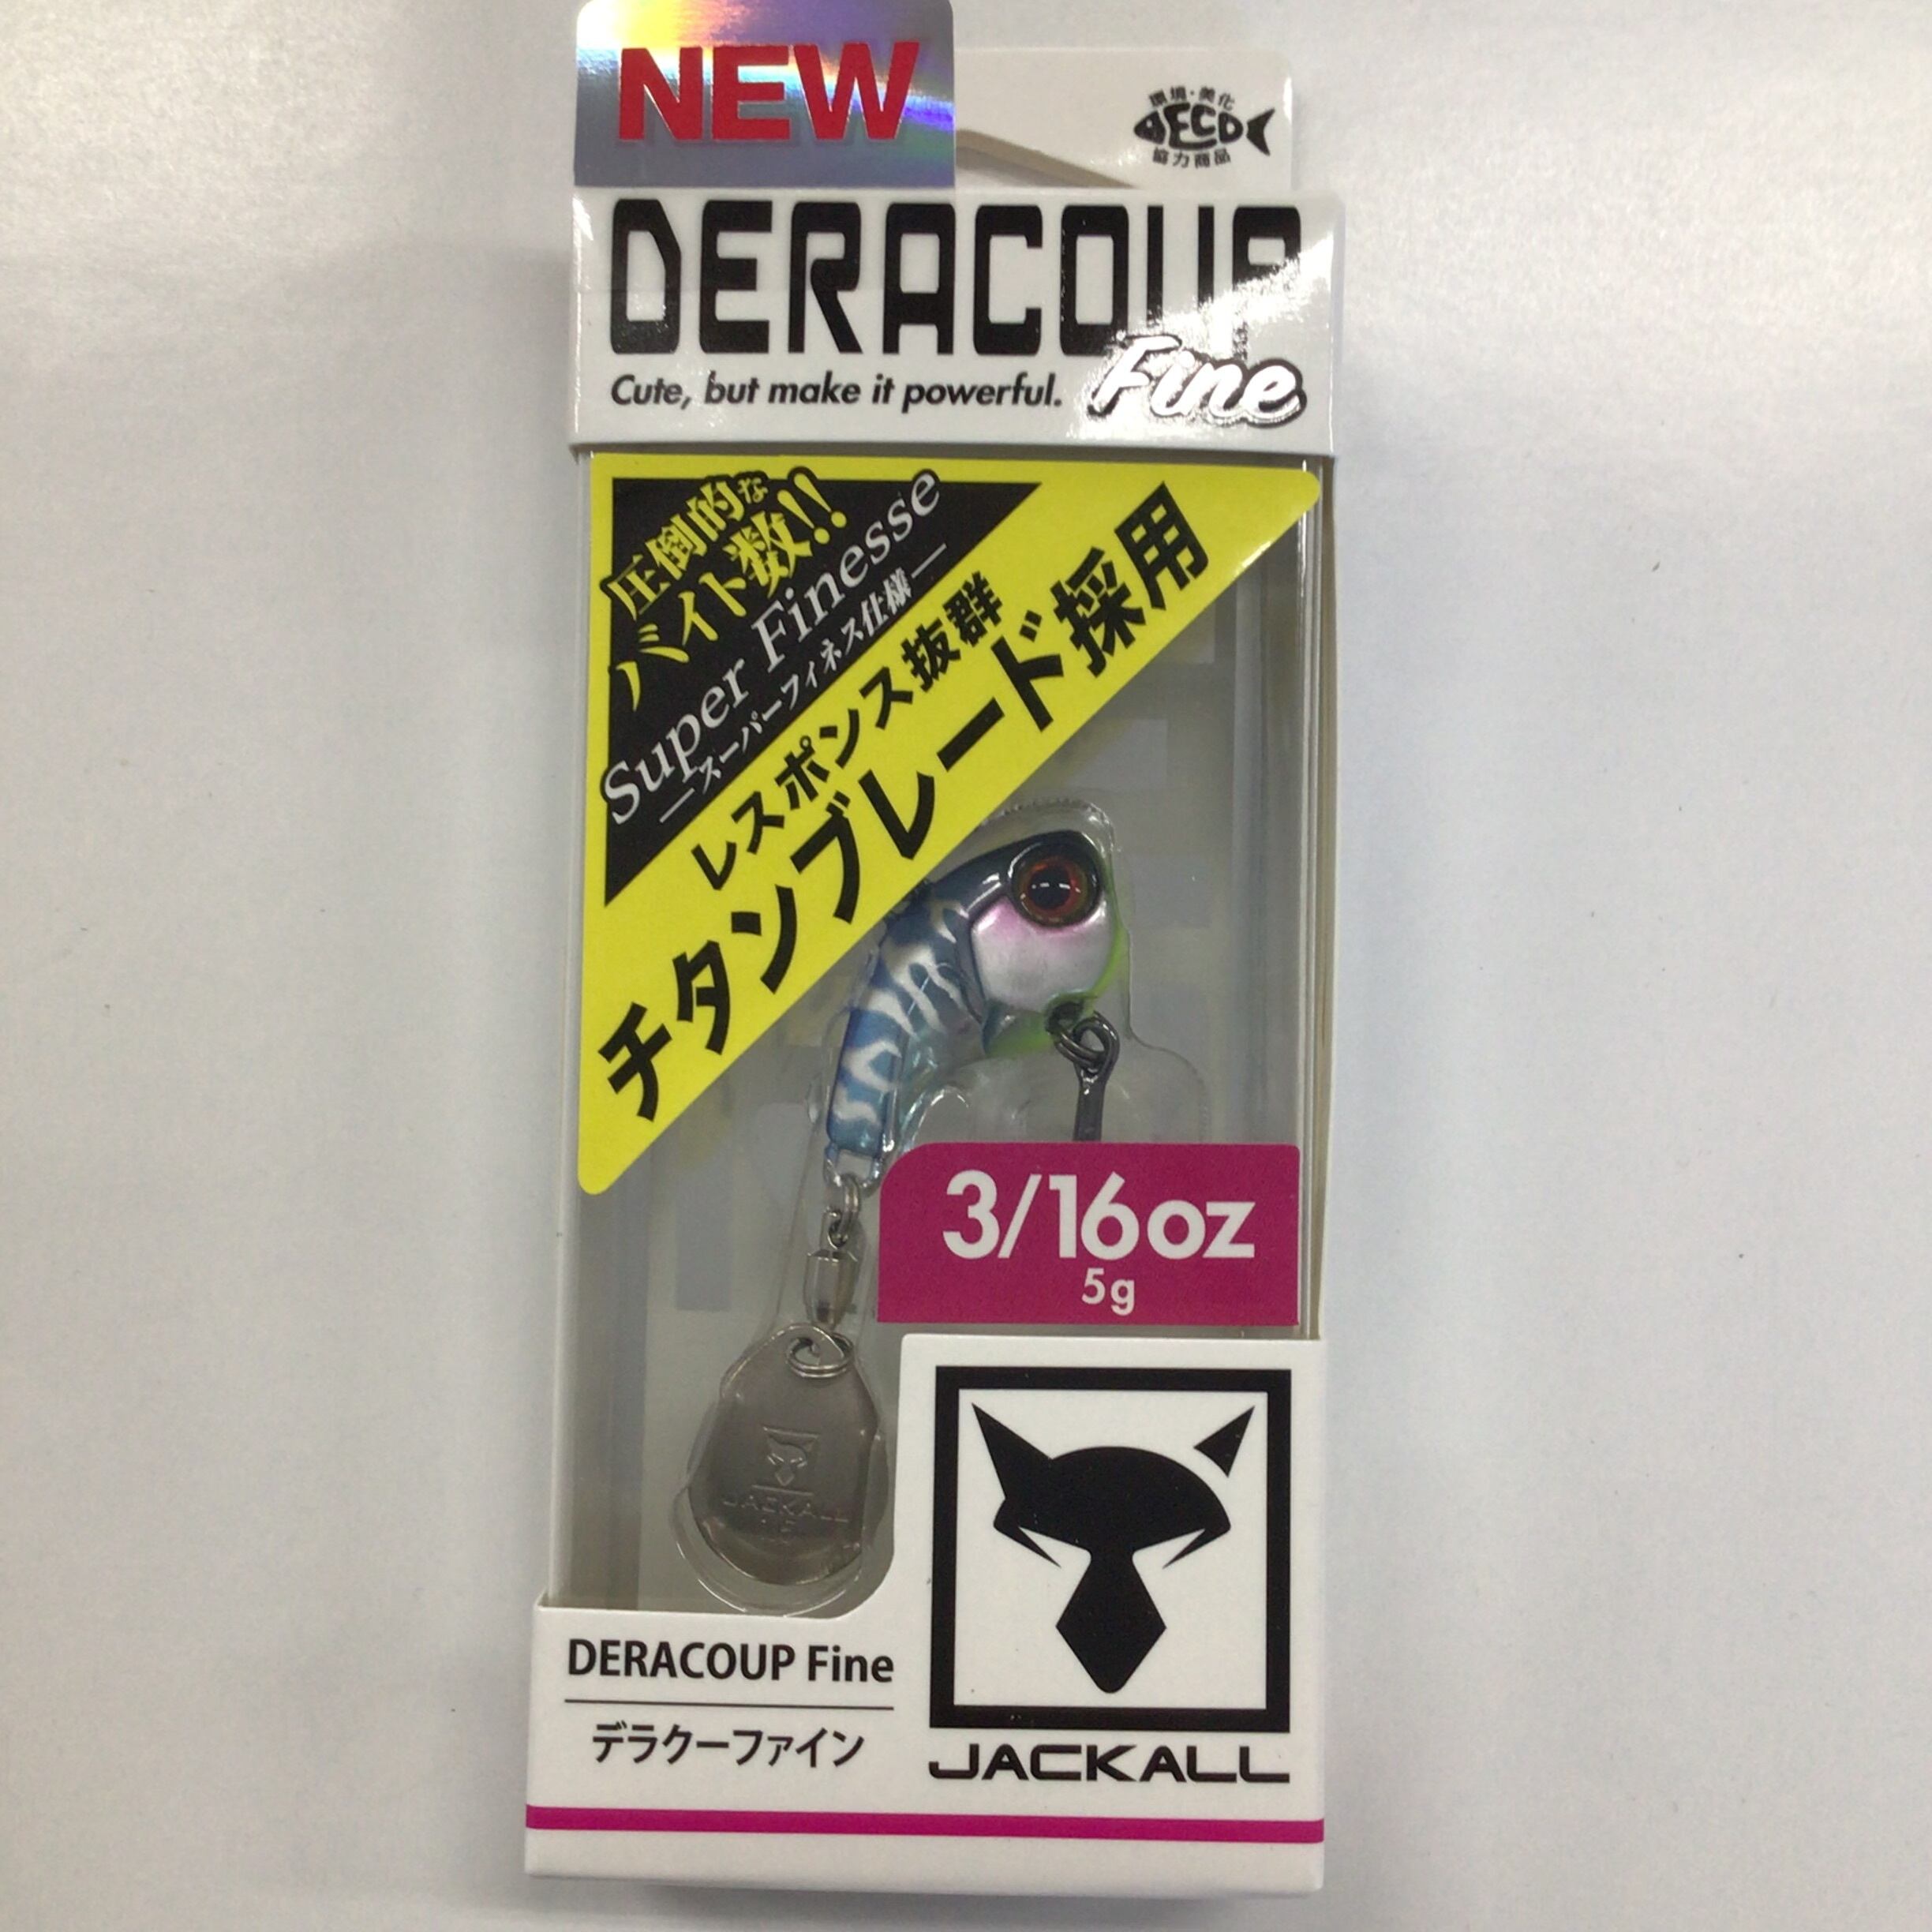 NEW
環境・美化
ECO
協力商品
DERACOUP
Fine
Cute, but make it powerful.
圧倒的な
バイト数!!
Super Finesse
―スーパーフィネス仕様―
レスポンス抜群
チタンブレード採用
3/16oz
5g
JACKALL
DERACOUP Fine
デラクーファイン
JACKALL